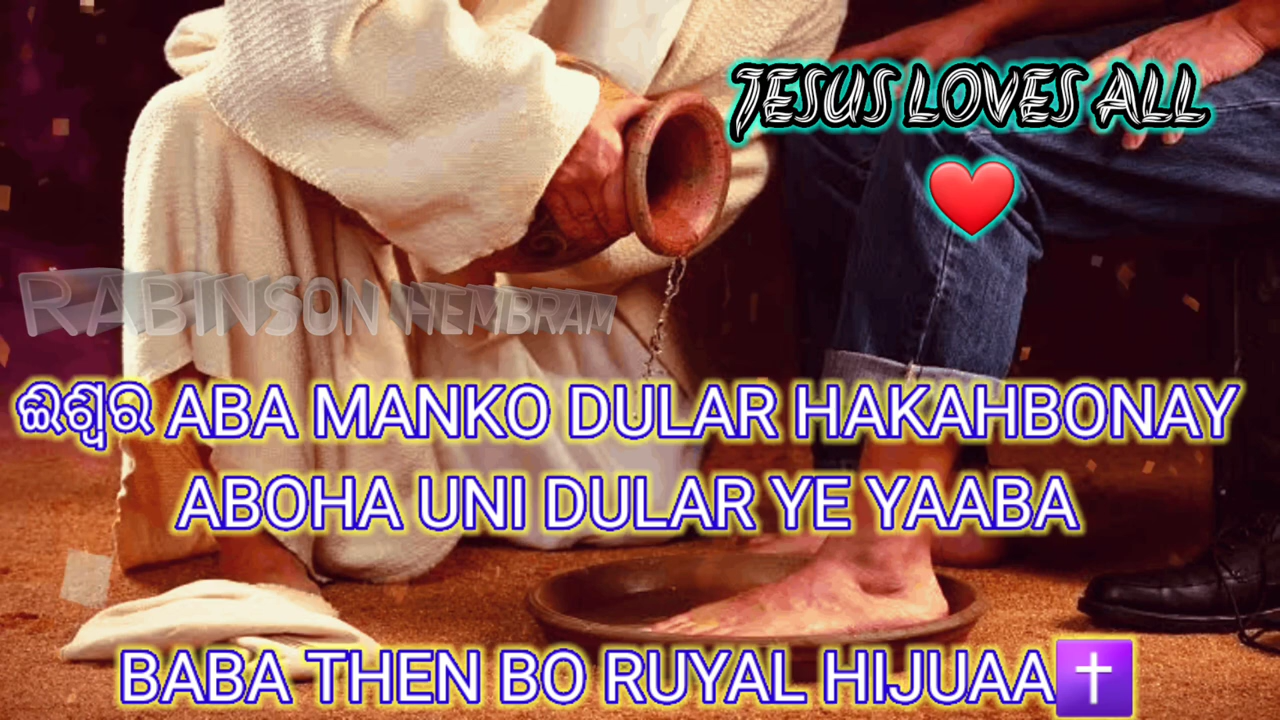 JESUS LOVES ALL
❤️
RABINSON HEMBRAM
ଈଶ୍ଵର ABA MANKO DULAR HAKAHBONAY
ABOHA UNI DULAR YE YAABA
BABA THEN BO RUYAL HIJUAA✝️